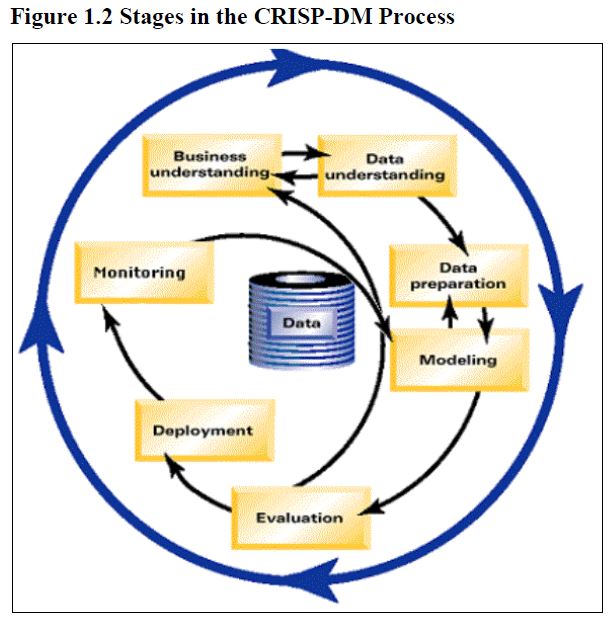 Figure 1.2 Stages in the CRISP-DM Process
Business
understanding
Data
understanding
Monitoring
Data
preparation
Data
Modeling
Deployment
Evaluation